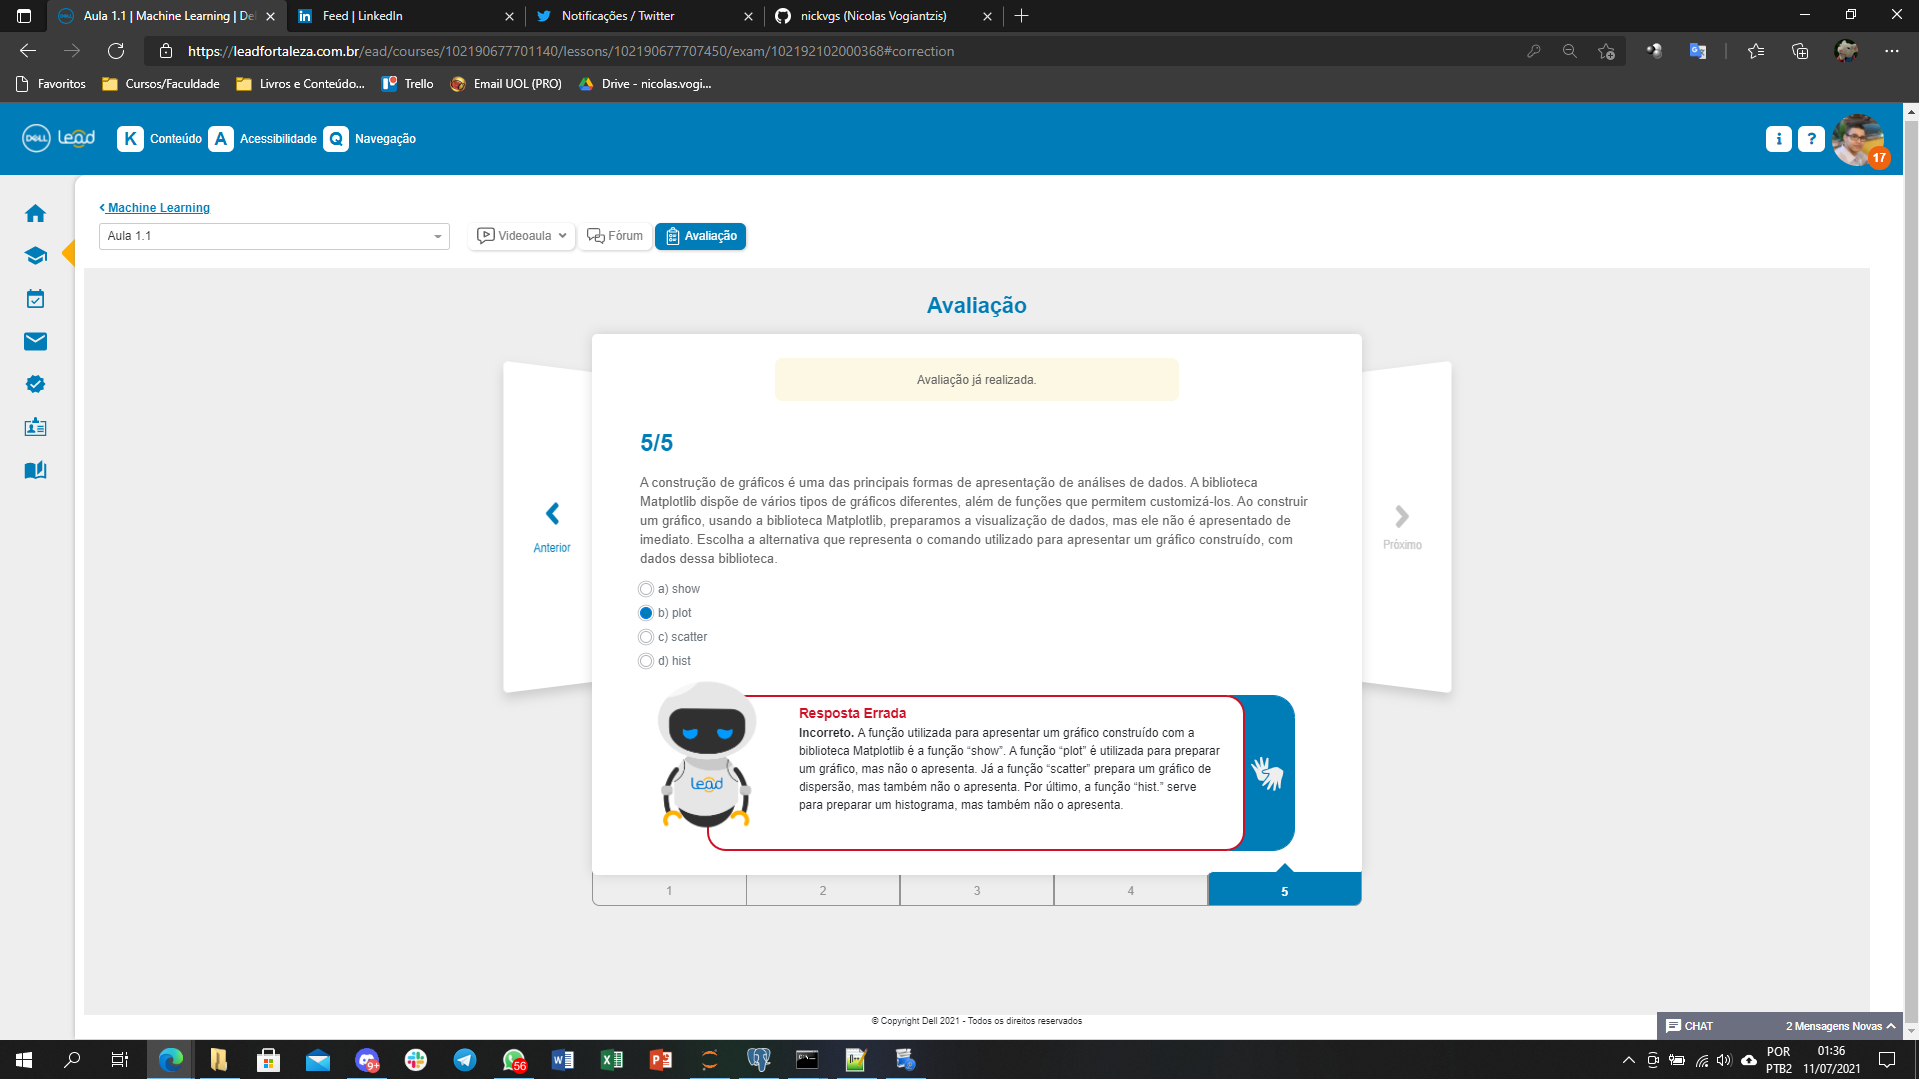 Aula 1.1 | Machine Learning | De
Feed | LinkedIn
Notificações / Twitter
nickvgs (Nicolas Vogiantzis)
https://leadfortaleza.com.br/ead/courses/102190677701140/lessons/102190677707450/exam/102192102000368#correction
Favoritos
Cursos/Faculdade
Livros e Conteúdo...
Trello
Email UOL (PRO)
Drive - nicolas.vogi...
DELL Lead
K Conteúdo A Acessibilidade Q Navegação
i ?
17
Machine Learning
Aula 1.1
Videoaula
Fórum
Avaliação
Avaliação
Avaliação já realizada.
5/5
A construção de gráficos é uma das principais formas de apresentação de análises de dados. A biblioteca
Matplotlib dispõe de vários tipos de gráficos diferentes, além de funções que permitem customizá-los. Ao construir
um gráfico, usando a biblioteca Matplotlib, preparamos a visualização de dados, mas ele não é apresentado de
imediato. Escolha a alternativa que representa o comando utilizado para apresentar um gráfico construído, com
dados dessa biblioteca.
Anterior
Próximo
a) show
b) plot
c) scatter
d) hist
Lead
Resposta Errada
Incorreto. A função utilizada para apresentar um gráfico construído com a
biblioteca Matplotlib é a função “show”. A função “plot” é utilizada para preparar
um gráfico, mas não o apresenta. Já a função “scatter” prepara um gráfico de
dispersão, mas também não o apresenta. Por último, a função “hist.” serve
para preparar um histograma, mas também não o apresenta.
1
2
3
4
5
© Copyright Dell 2021 - Todos os direitos reservados
CHAT
2 Mensagens Novas
9+
56
POR
PTB2
01:36
11/07/2021